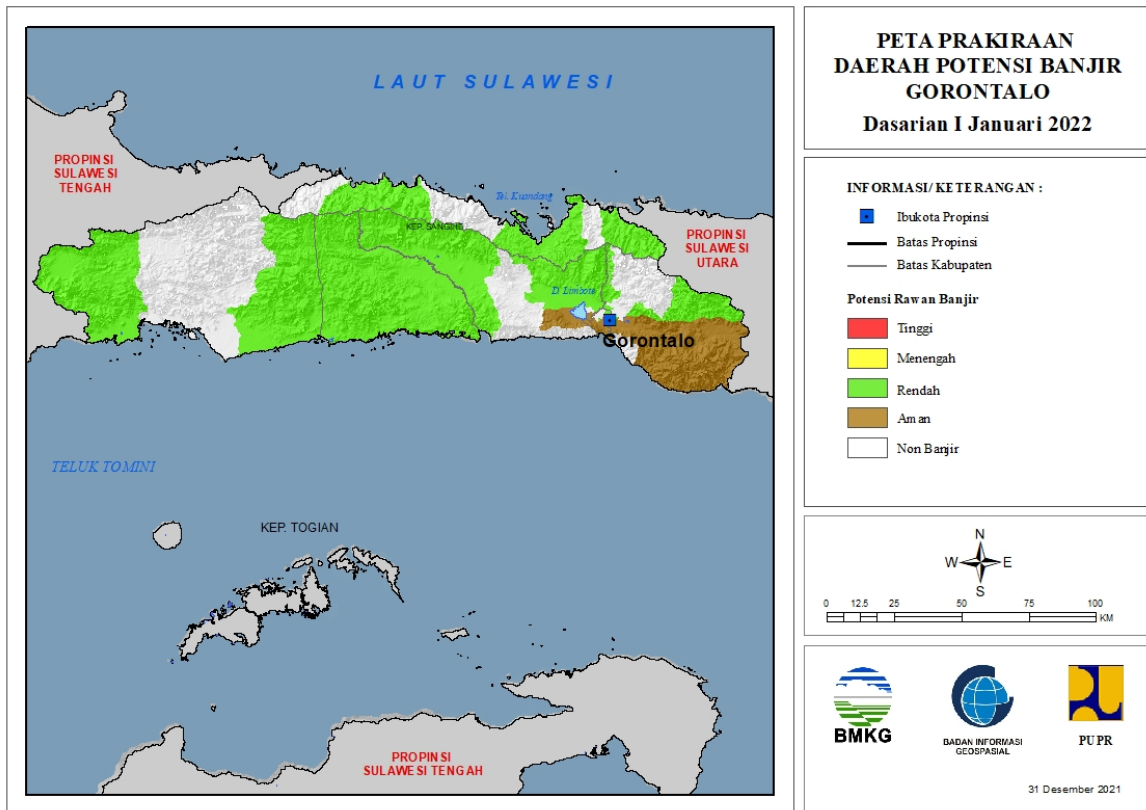 LAUT SULAWESI
PROPINSI
SULAWESI
TENGAH
Tel. Kuandang
KEP. SANGIHE
PROPINSI
SULAWESI
UTARA
D. Limboto
Gorontalo
TELUK TOMINI
KEP. TOGIAN
PROPINSI
SULAWESI TENGAH
PETA PRAKIRAAN
DAERAH POTENSI BANJIR
GORONTALO
Dasarian I Januari 2022
INFORMASI/ KETERANGAN :
Ibukota Propinsi
Batas Propinsi
Batas Kabupaten
Potensi Rawan Banjir
Tinggi
Menengah
Rendah
Aman
Non Banjir
N
W E
S
0 12.5 25 50 75 100
KM
BMKG
BADAN INFORMASI
GEOSPASIAL
PUPR
31 Desember 2021